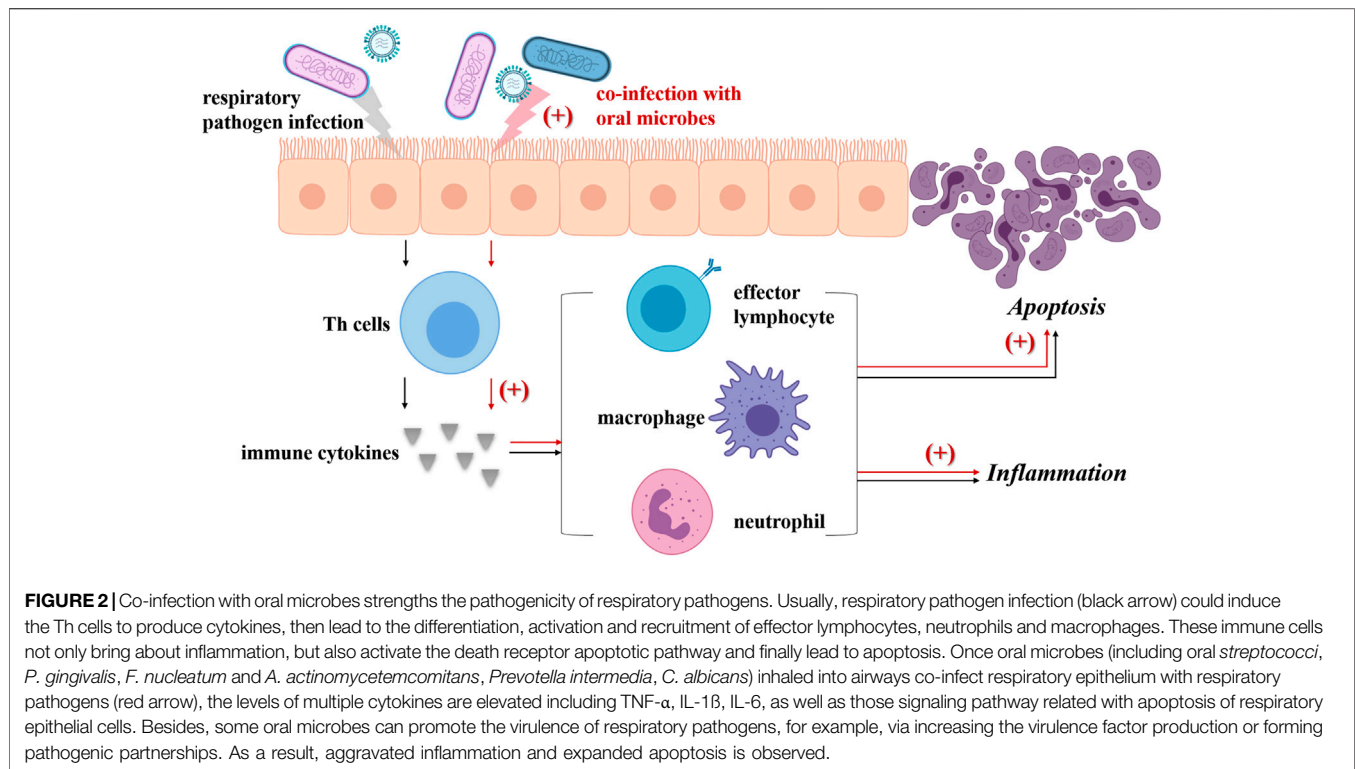 respiratory
pathogen infection
(+)
co-infection with
oral microbes
Th cells
(+)
immune cytokines
effector
lymphocyte
macrophage
neutrophil
Apoptosis
(+)
(+)
Inflammation
FIGURE 2 | Co-infection with oral microbes strengths the pathogenicity of respiratory pathogens. Usually, respiratory pathogen infection (black arrow) could induce
the Th cells to produce cytokines, then lead to the differentiation, activation and recruitment of effector lymphocytes, neutrophils and macrophages. These immune cells
not only bring about inflammation, but also activate the death receptor apoptotic pathway and finally lead to apoptosis. Once oral microbes (including oral streptococci,
P. gingivalis, F. nucleatum and A. actinomycetemcomitans, Prevotella intermedia, C. albicans) inhaled into airways co-infect respiratory epithelium with respiratory
pathogens (red arrow), the levels of multiple cytokines are elevated including TNF-α, IL-1ß, IL-6, as well as those signaling pathway related with apoptosis of respiratory
epithelial cells. Besides, some oral microbes can promote the virulence of respiratory pathogens, for example, via increasing the virulence factor production or forming
pathogenic partnerships. As a result, aggravated inflammation and expanded apoptosis is observed.